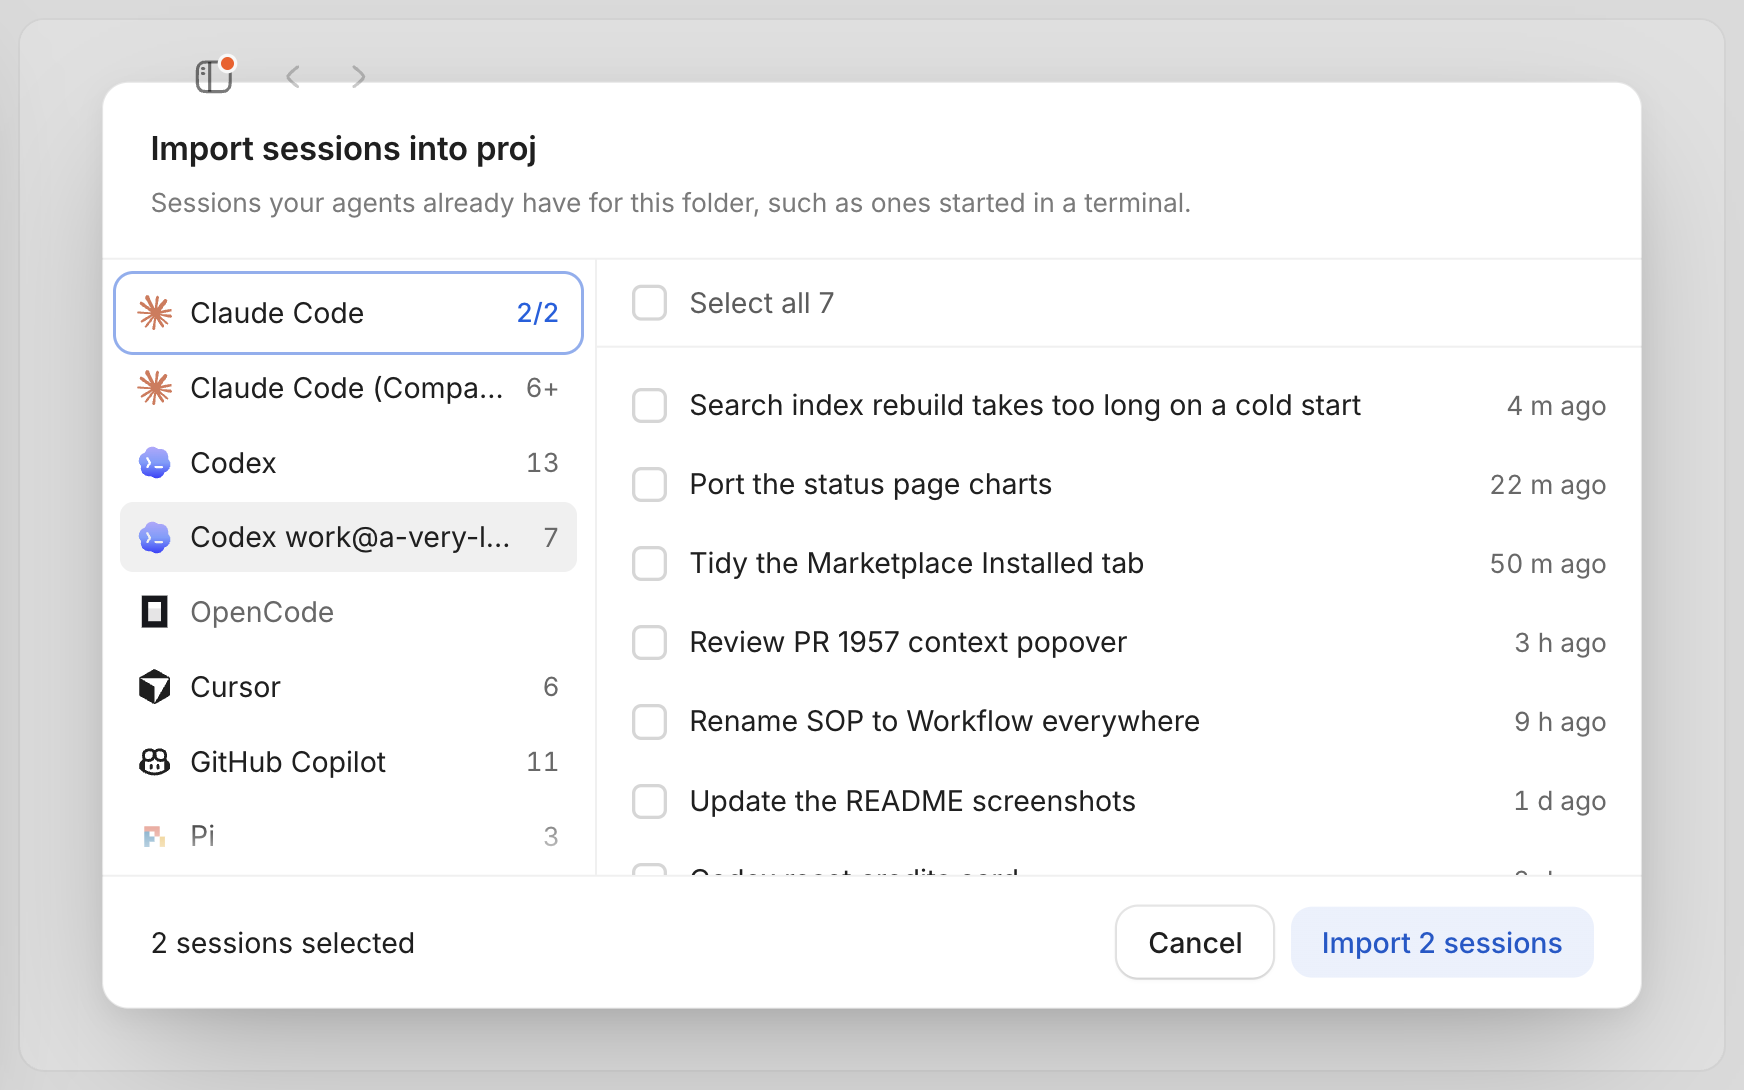 Import sessions into proj
Sessions your agents already have for this folder, such as ones started in a terminal.
Claude Code 2/2
Claude Code (Compa... 6+
Codex 13
Codex work@a-very-l... 7
OpenCode
Cursor 6
GitHub Copilot 11
Pi 3
Select all 7
Search index rebuild takes too long on a cold start 4 m ago
Port the status page charts 22 m ago
Tidy the Marketplace Installed tab 50 m ago
Review PR 1957 context popover 3 h ago
Rename SOP to Workflow everywhere 9 h ago
Update the README screenshots 1 d ago
2 sessions selected
Cancel
Import 2 sessions